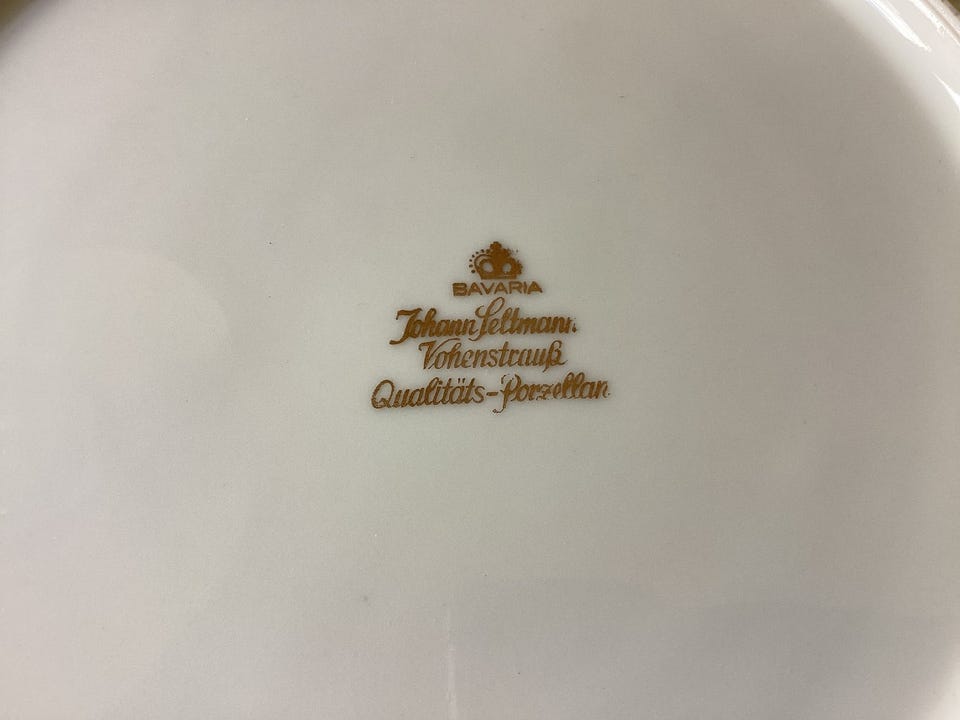 BAVARIA
Johann Seltmann
Vohenstrauß
Qualitäts-Porzellan